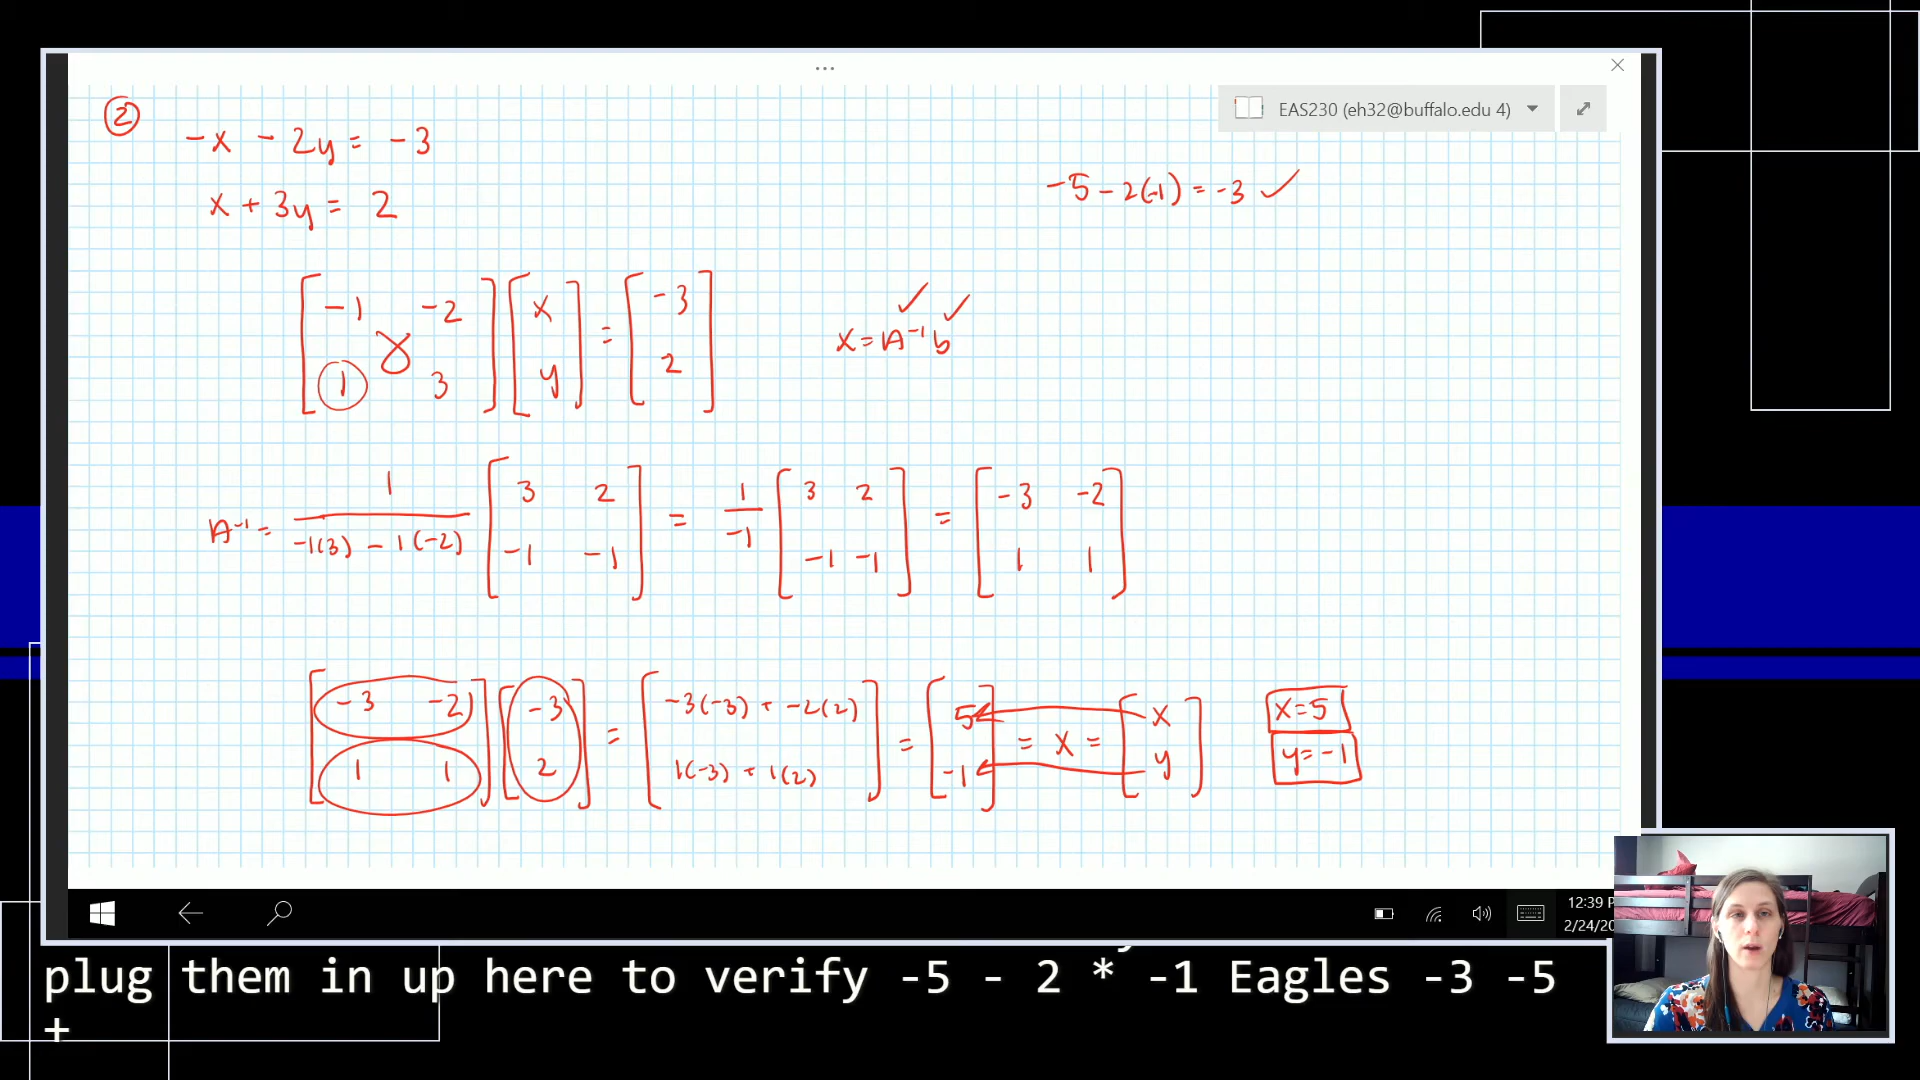 ...
EAS230 (eh32@buffalo.edu 4)
②
-x - 2y = -3
-5 - 2(-1) = -3 ✓
x + 3y = 2
[-1 -2; 1 3] [x; y] = [-3; 2]
x = A⁻¹b
A⁻¹ = 1/(-1(3) - 1(-2)) [3 2; -1 -1] = 1/-1 [3 2; -1 -1] = [-3 -2; 1 1]
[-3 -2; 1 1] [-3; 2] = [-3(-3) + -2(2); 1(-3) + 1(2)] = [5; -1] = x = [x; y]
x=5
y=-1
12:39 P
2/24/20
plug them in up here to verify -5 - 2 * -1 Eagles -3 -5
+